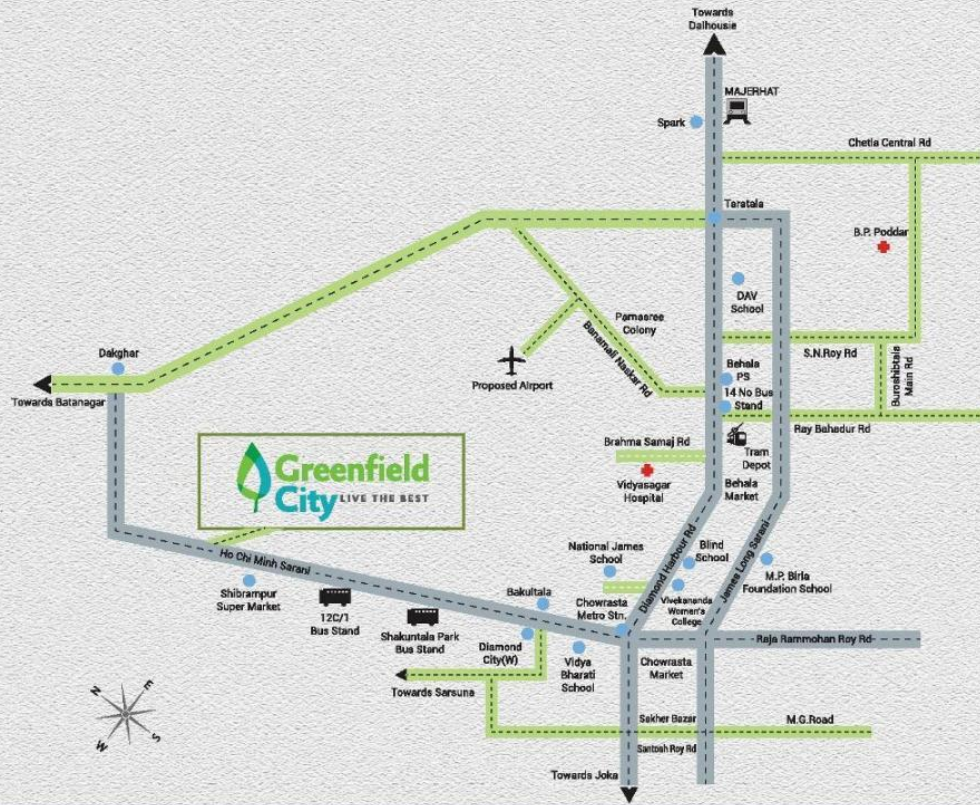 Towards
Dalhousie
MAJERHAT
Spark
Chetla Central Rd
Taratala
B.P. Poddar
DAV
School
Parnasree
Colony
Banamali Naskar Rd
S.N.Roy Rd
Buroshibtala
Main Rd
Dakghar
Proposed Airport
Behala
PS
14 No Bus
Stand
Towards Batanagar
Ray Bahadur Rd
Brahma Samaj Rd
Tram
Depot
Vidyasagar
Hospital
Behala
Market
Greenfield
City LIVE THE BEST
Diamond Harbour Rd
James Long Sarani
National James
School
Blind
School
Ho Chi Minh Sarani
M.P. Birla
Foundation School
Shibrampur
Super Market
12C/1
Bus Stand
Bakultala
Chowrasta
Metro Stn.
Vivekananda
Women's
College
Shakuntala Park
Bus Stand
Diamond
City(W)
Raja Rammohan Roy Rd
Vidya
Bharati
School
Chowrasta
Market
Towards Sarsuna
N
E
W
S
Sakher Bazar
M.G.Road
Santosh Roy Rd
Towards Joka